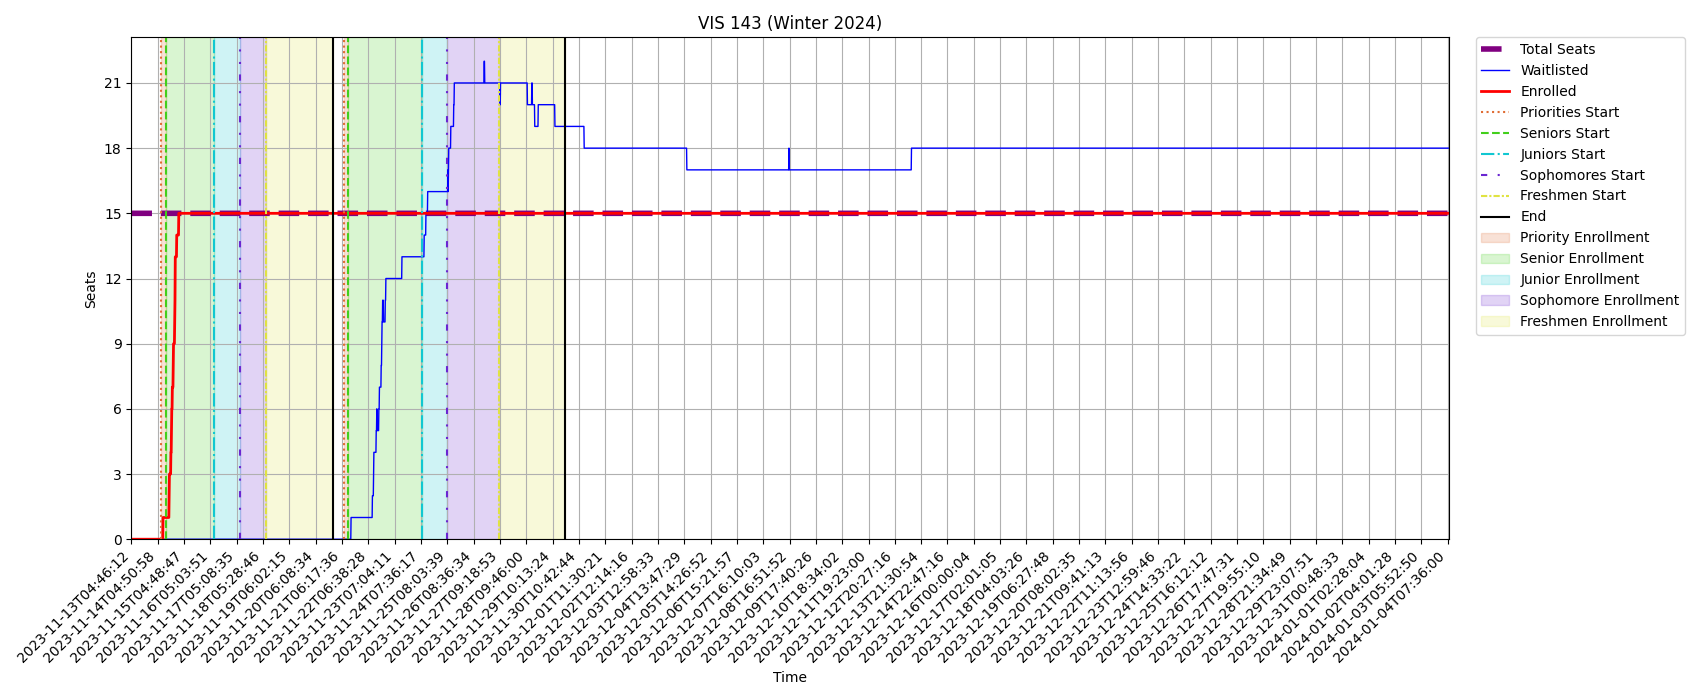 VIS 143 (Winter 2024)
Seats
21
18
15
12
9
6
3
0
2023-11-13T04:46:12
2023-11-14T04:50:58
2023-11-15T04:48:47
2023-11-16T05:03:51
2023-11-17T05:08:35
2023-11-18T05:28:46
2023-11-19T06:02:15
2023-11-20T06:08:34
2023-11-21T06:17:36
2023-11-22T06:38:28
2023-11-23T07:04:11
2023-11-24T07:36:17
2023-11-25T08:03:39
2023-11-26T08:36:34
2023-11-27T09:18:53
2023-11-28T09:46:00
2023-11-29T10:13:24
2023-11-30T10:42:44
2023-12-01T11:30:21
2023-12-02T12:14:16
2023-12-03T12:58:33
2023-12-04T13:47:29
2023-12-05T14:26:52
2023-12-06T15:21:57
2023-12-07T16:10:03
2023-12-08T16:51:52
2023-12-09T17:40:26
2023-12-10T18:34:02
2023-12-11T19:23:00
2023-12-12T20:27:16
2023-12-13T21:30:54
2023-12-14T22:47:16
2023-12-16T00:00:04
2023-12-17T02:01:05
2023-12-18T04:03:26
2023-12-19T06:27:48
2023-12-20T08:02:35
2023-12-21T09:41:13
2023-12-22T11:13:56
2023-12-23T12:59:46
2023-12-24T14:33:22
2023-12-25T16:12:12
2023-12-26T17:47:31
2023-12-27T19:55:10
2023-12-28T21:34:49
2023-12-29T23:07:51
2023-12-31T00:48:33
2024-01-01T02:28:04
2024-01-02T04:01:28
2024-01-03T05:52:50
2024-01-04T07:36:00
Time
Total Seats
Waitlisted
Enrolled
Priorities Start
Seniors Start
Juniors Start
Sophomores Start
Freshmen Start
End
Priority Enrollment
Senior Enrollment
Junior Enrollment
Sophomore Enrollment
Freshmen Enrollment